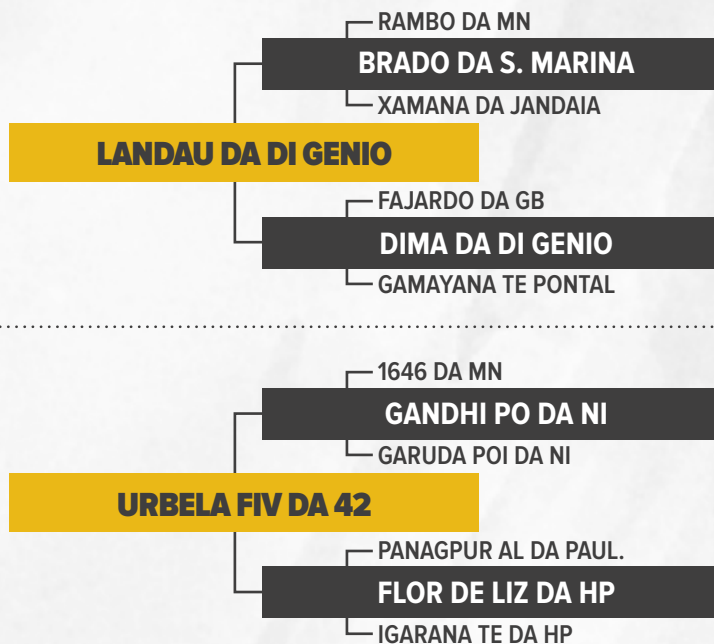 RAMBO DA MN
BRADO DA S. MARINA
XAMANA DA JANDAIA
LANDAU DA DI GENIO
FAJARDO DA GB
DIMA DA DI GENIO
GAMAYANA TE PONTAL
1646 DA MN
GANDHI PO DA NI
GARUDA POI DA NI
URBELA FIV DA 42
PANAGPUR AL DA PAUL.
FLOR DE LIZ DA HP
IGARANA TE DA HP